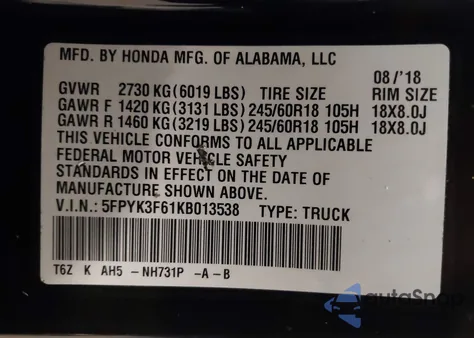 MFD. BY HONDA MFG. OF ALABAMA, LLC
08/'18
GVWR 2730 KG(6019 LBS) TIRE SIZE RIM SIZE
GAWR F 1420 KG(3131 LBS)245/60R18 105H 18X8.0J
GAWR R 1460 KG(3219 LBS)245/60R18 105H 18X8.0J
THIS VEHICLE CONFORMS TO ALL APPLICABLE
FEDERAL MOTOR VEHICLE SAFETY
STANDARDS IN EFFECT ON THE DATE OF
MANUFACTURE SHOWN ABOVE.
V.I.N.: 5FPYK3F61KB013538 TYPE: TRUCK
T6Z K AH5 -NH731P -A-B
autoSnap